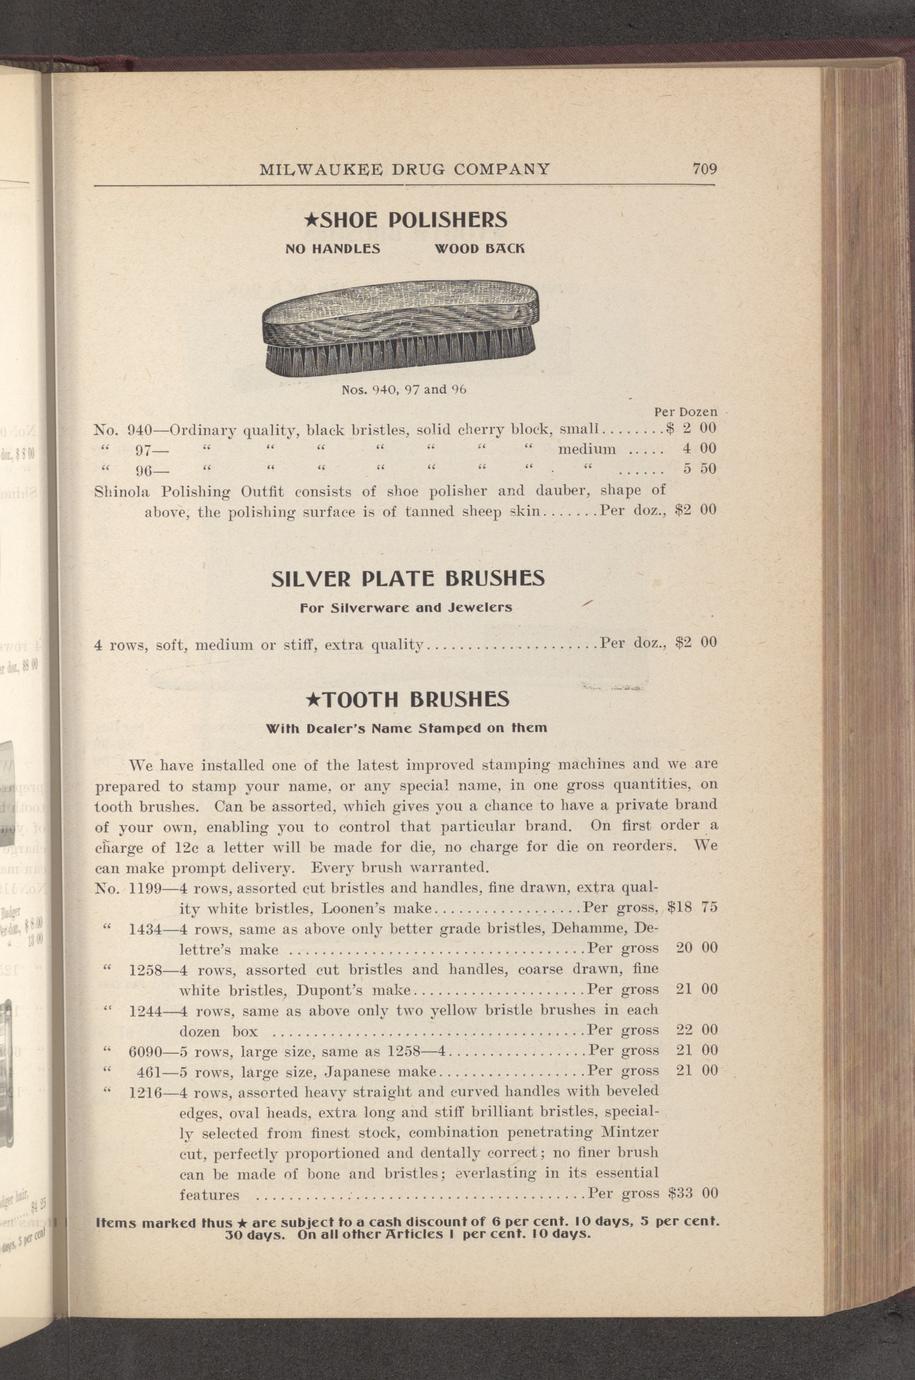 MILWAUKEE DRUG COMPANY 709
★SHOE POLISHERS
NO HANDLES WOOD BACK
Nos. 940, 97 and 96
Per Dozen
No. 940—Ordinary quality, black bristles, solid cherry block, small........$ 2 00
“ 97— “ “ “ “ “ “ “ medium ..... 4 00
“ 96— “ “ “ “ “ “ “ “ ...... 5 50
Shinola Polishing Outfit consists of shoe polisher and dauber, shape of
above, the polishing surface is of tanned sheep skin.......Per doz., $2 00
SILVER PLATE BRUSHES
For Silverware and Jewelers
4 rows, soft, medium or stiff, extra quality.....................Per doz., $2 00
★TOOTH BRUSHES
With Dealer's Name Stamped on them
We have installed one of the latest improved stamping machines and we are
prepared to stamp your name, or any special name, in one gross quantities, on
tooth brushes. Can be assorted, which gives you a chance to have a private brand
of your own, enabling you to control that particular brand. On first order a
charge of 12c a letter will be made for die, no charge for die on reorders. We
can make prompt delivery. Every brush warranted.
No. 1199—4 rows, assorted cut bristles and handles, fine drawn, extra qual-
ity white bristles, Loonen's make..................Per gross, $18 75
“ 1434—4 rows, same as above only better grade bristles, Dehamme, De-
lettre's make ....................................Per gross 20 00
“ 1258—4 rows, assorted cut bristles and handles, coarse drawn, fine
white bristles, Dupont's make.....................Per gross 21 00
“ 1244—4 rows, same as above only two yellow bristle brushes in each
dozen box ......................................Per gross 22 00
“ 6090—5 rows, large size, same as 1258—4.................Per gross 21 00
“ 461—5 rows, large size, Japanese make..................Per gross 21 00
“ 1216—4 rows, assorted heavy straight and curved handles with beveled
edges, oval heads, extra long and stiff brilliant bristles, special-
ly selected from finest stock, combination penetrating Mintzer
cut, perfectly proportioned and dentally correct; no finer brush
can be made of bone and bristles; everlasting in its essential
features ........................................Per gross $33 00
Items marked thus ★ are subject to a cash discount of 6 per cent. 10 days, 5 per cent.
30 days. On all other Articles 1 per cent. 10 days.